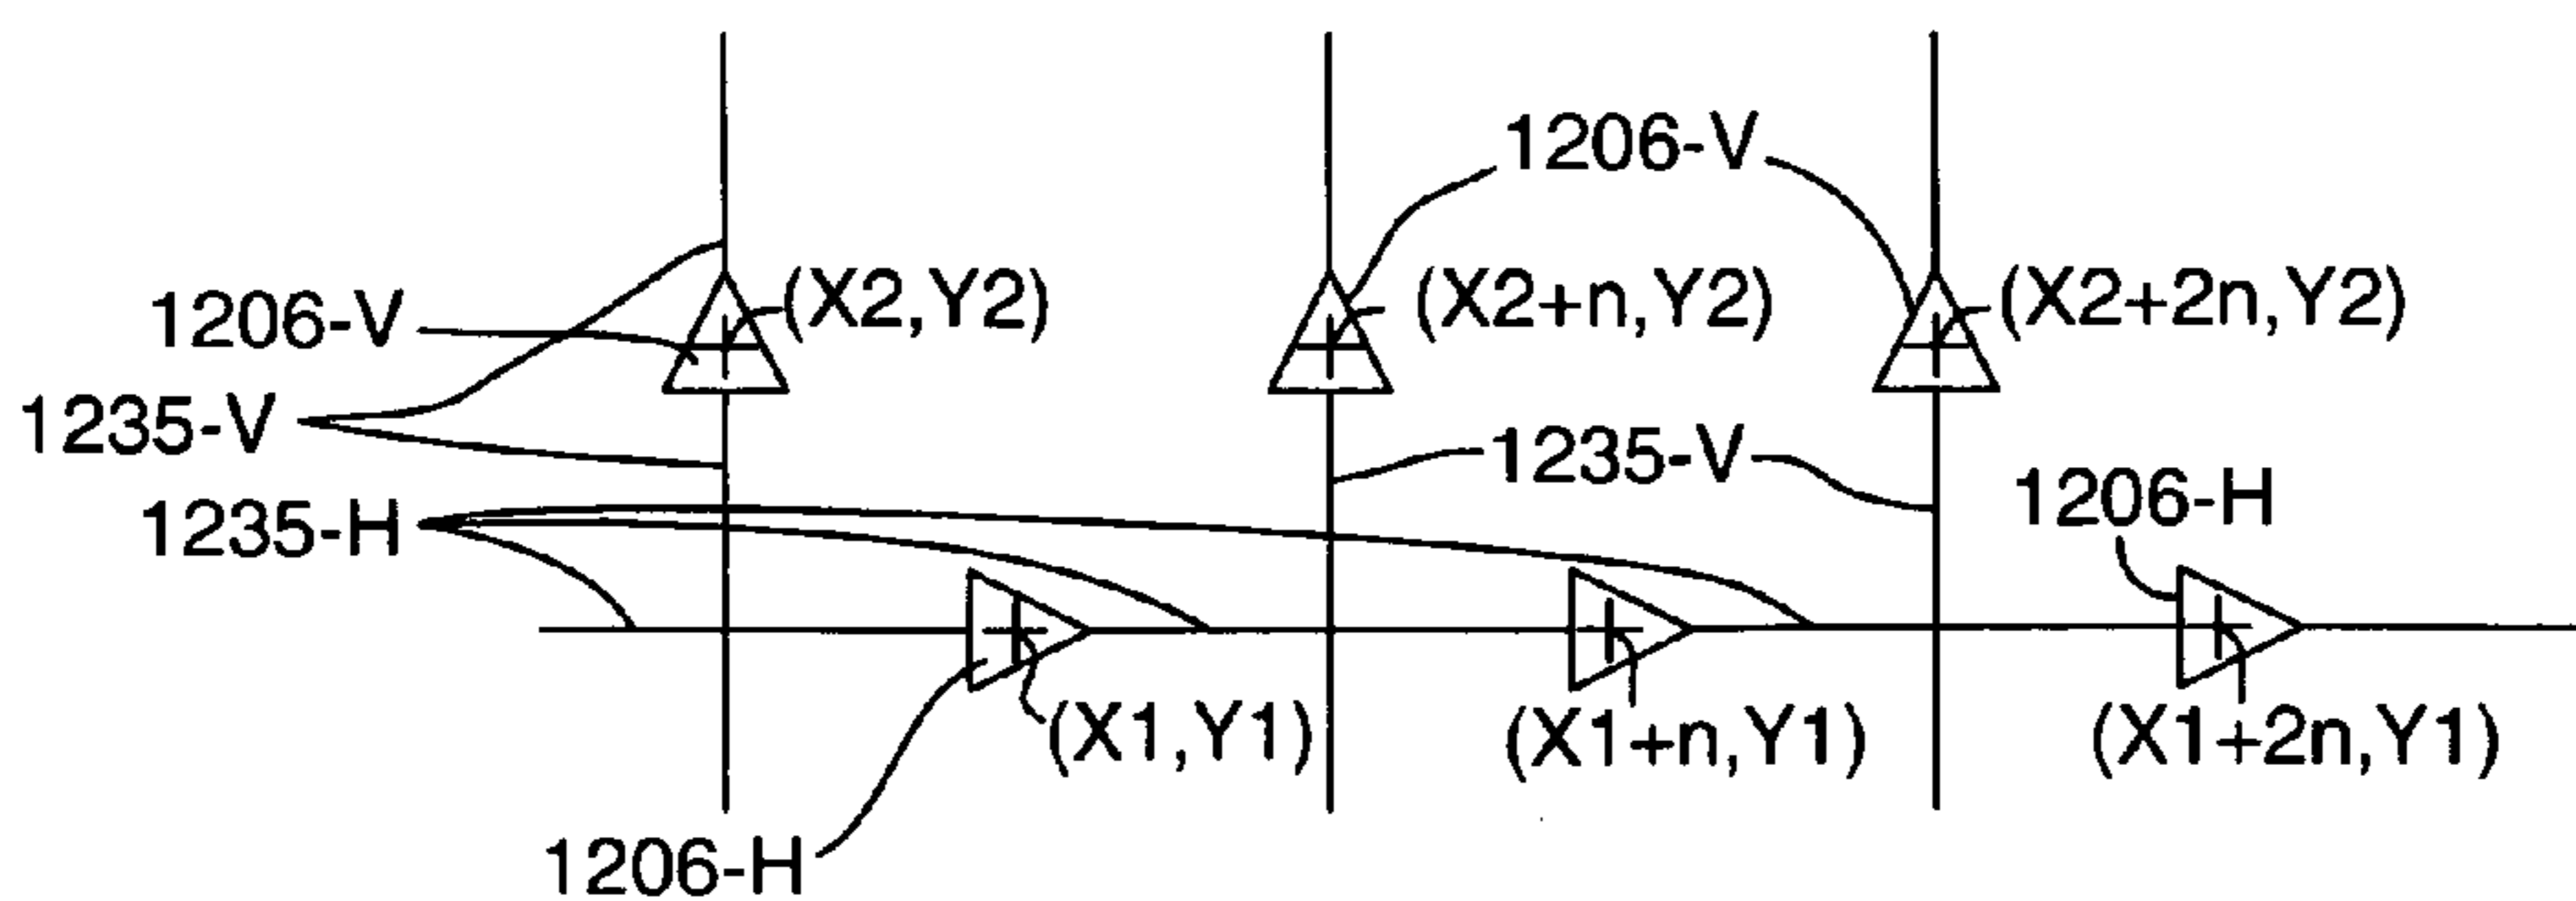 1206-V
1206-V
(X2,Y2)
(X2+n,Y2)
(X2+2n,Y2)
1235-V
1235-V
1206-H
1235-H
(X1,Y1)
(X1+n,Y1)
(X1+2n,Y1)
1206-H